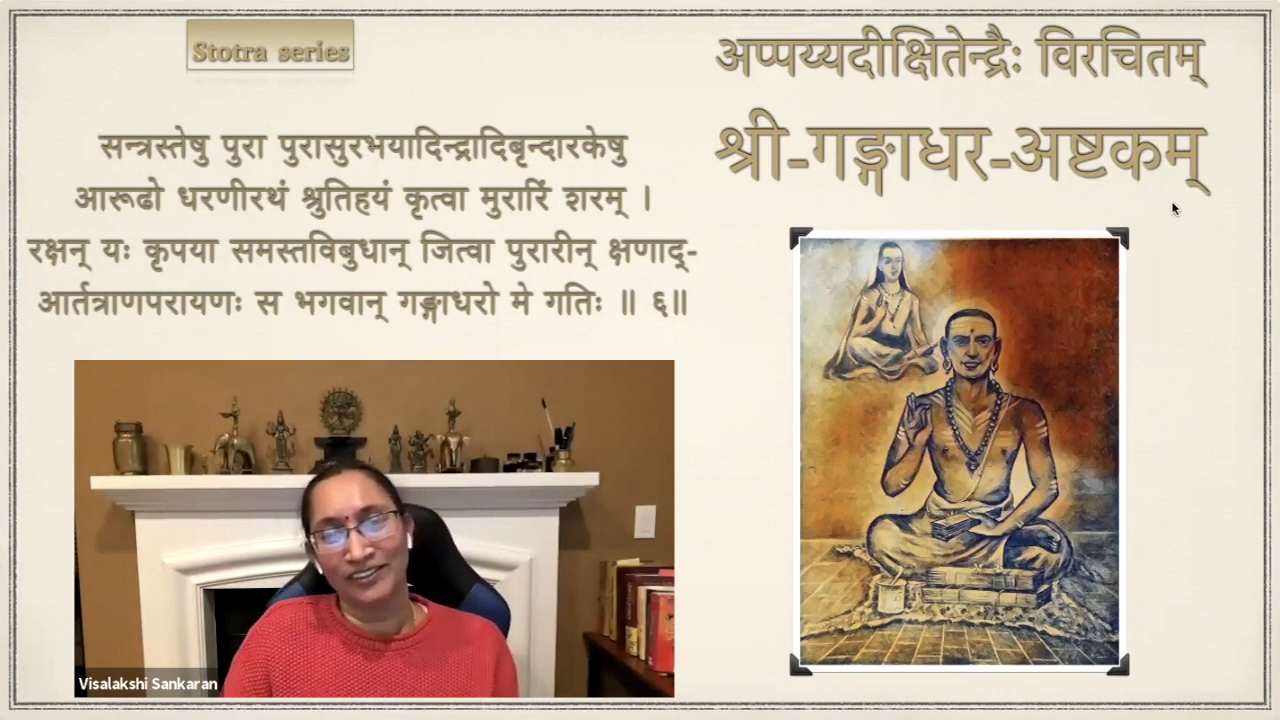 Stotra series
अप्पय्यदीक्षितेन्द्रैः विरचितम्
श्री-गङ्गाधर-अष्टकम्
सन्त्रस्तेषु पुरा पुरासुरभयादिन्द्रादिबृन्दारकेषु
आरूढो धरणीरथं श्रुतिहयं कृत्वा मुरारिं शरम् ।
रक्षन् यः कृपया समस्तविबुधान् जित्वा पुरारीन् क्षणाद्-
आर्तत्राणपरायणः स भगवान् गङ्गाधरो मे गतिः ॥ ६॥
Visalakshi Sankaran